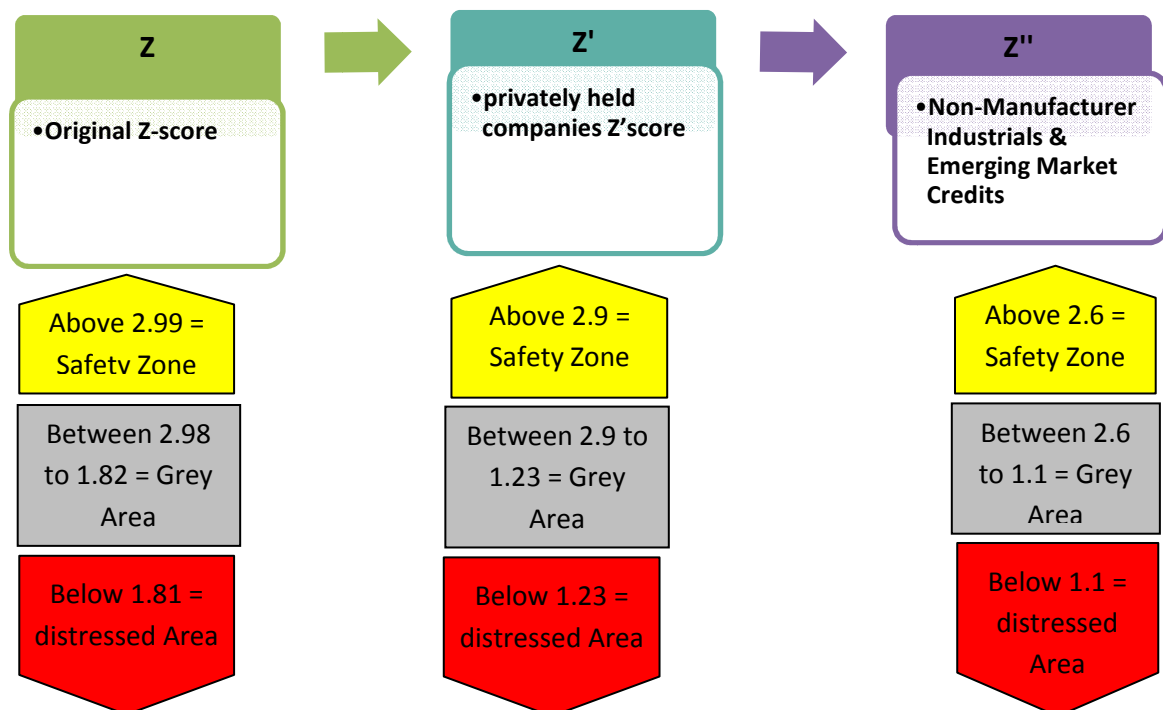 Z
•Original Z-score
Above 2.99 =
Safety Zone
Between 2.98
to 1.82 = Grey
Area
Below 1.81 =
distressed Area
Z'
•privately held
companies Z'score
Above 2.9 =
Safety Zone
Between 2.9 to
1.23 = Grey
Area
Below 1.23 =
distressed Area
Z''
•Non-Manufacturer
Industrials &
Emerging Market
Credits
Above 2.6 =
Safety Zone
Between 2.6
to 1.1 = Grey
Area
Below 1.1 =
distressed
Area